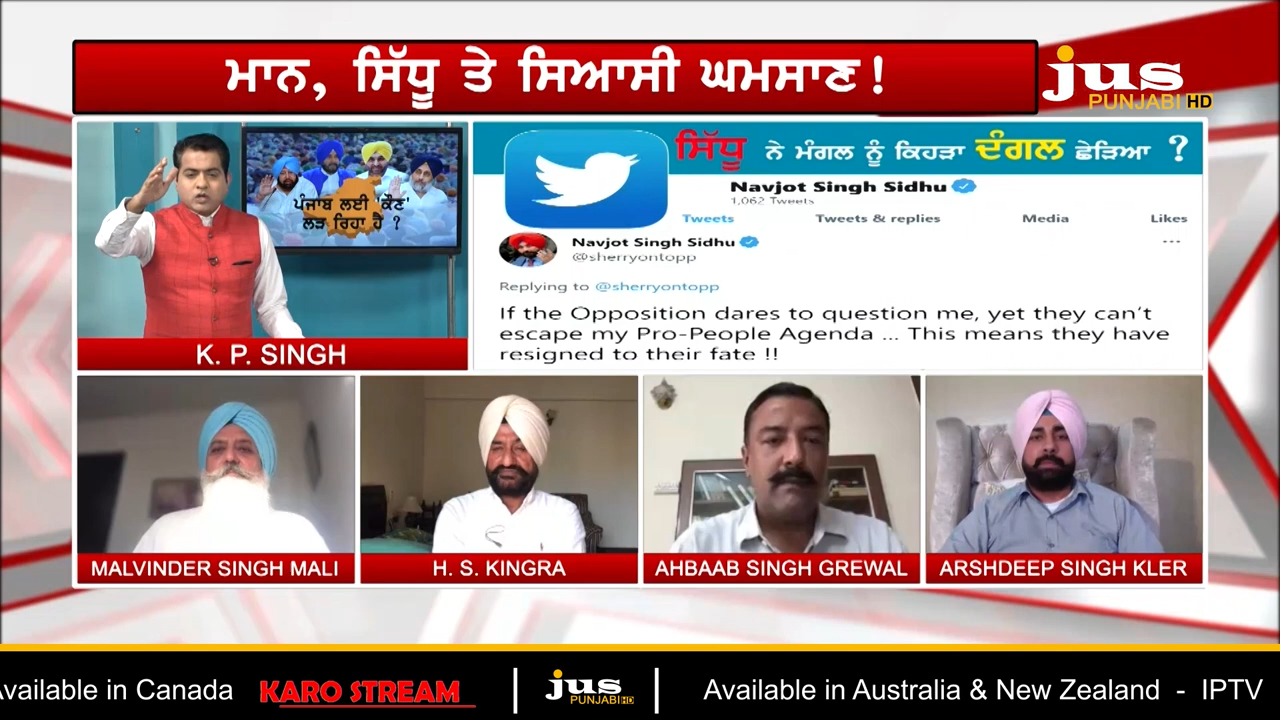 ਮਾਨ, ਸਿੱਧੂ ਤੇ ਸਿਆਸੀ ਘਮਸਾਣ!
jus
PUNJABI HD
ਪੰਜਾਬ ਲਈ 'ਕੌਣ'
ਲੜ ਰਿਹਾ ਹੈ ?
K. P. SINGH
ਸਿੱਧੂ ਨੇ ਮੰਗਲ ਨੂੰ ਕਿਹੜਾ ਦੰਗਲ ਛੇੜਿਆ ?
Navjot Singh Sidhu
1,062 Tweets
Tweets Tweets & replies Media Likes
Navjot Singh Sidhu
@sherryontopp
Replying to @sherryontopp
If the Opposition dares to question me, yet they can't
escape my Pro-People Agenda ... This means they have
resigned to their fate !!
MALVINDER SINGH MALI
H. S. KINGRA
AHBAAB SINGH GREWAL
ARSHDEEP SINGH KLER
Available in Canada KARO STREAM | jus PUNJABI HD | Available in Australia & New Zealand - IPTV